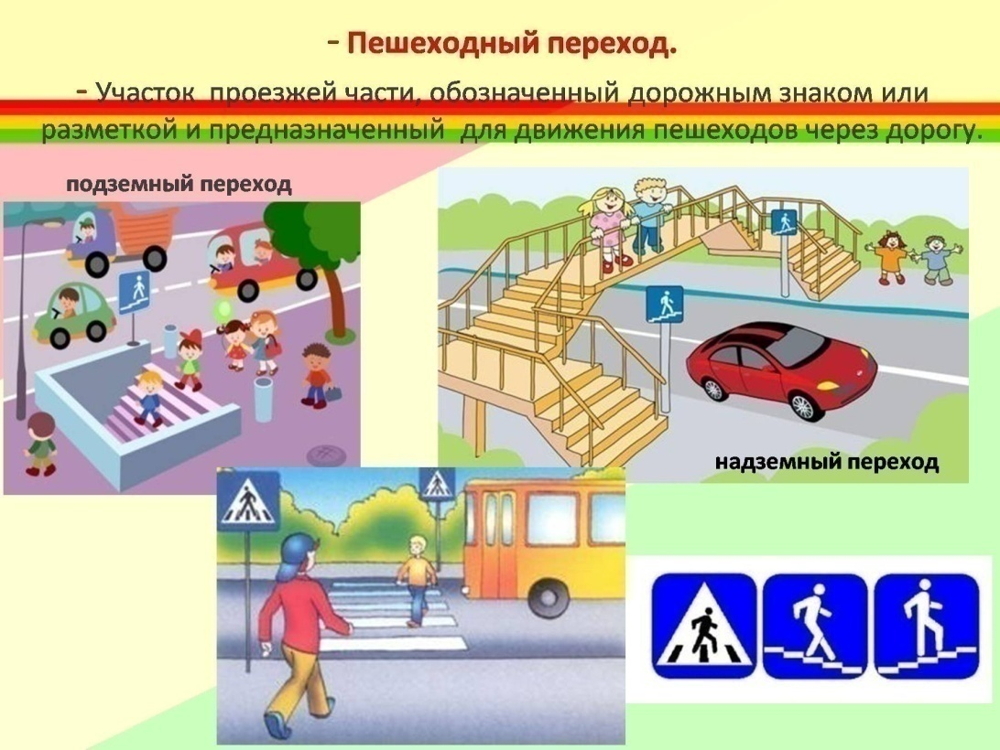 - Пешеходный переход.
- Участок проезжей части, обозначенный дорожным знаком или
разметкой и предназначенный для движения пешеходов через дорогу.
подземный переход
надземный переход